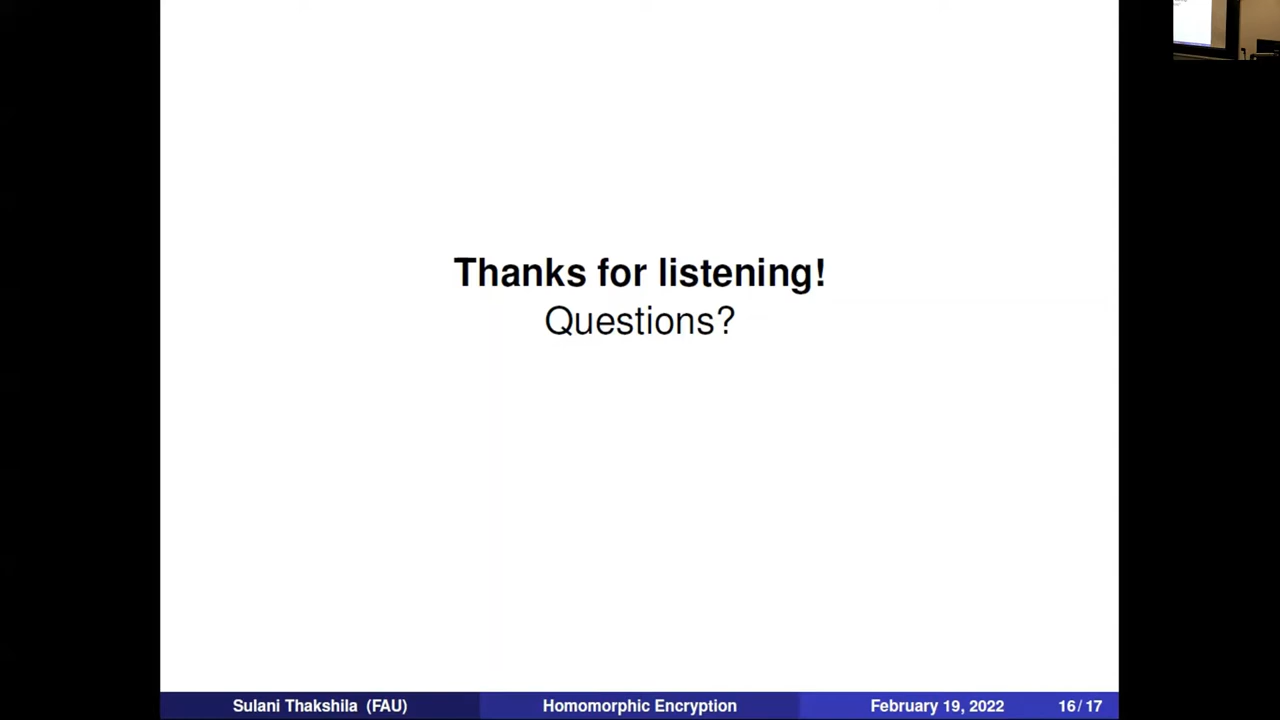 Thanks for listening!
Questions?
Sulani Thakshila (FAU) Homomorphic Encryption February 19, 2022 16/17